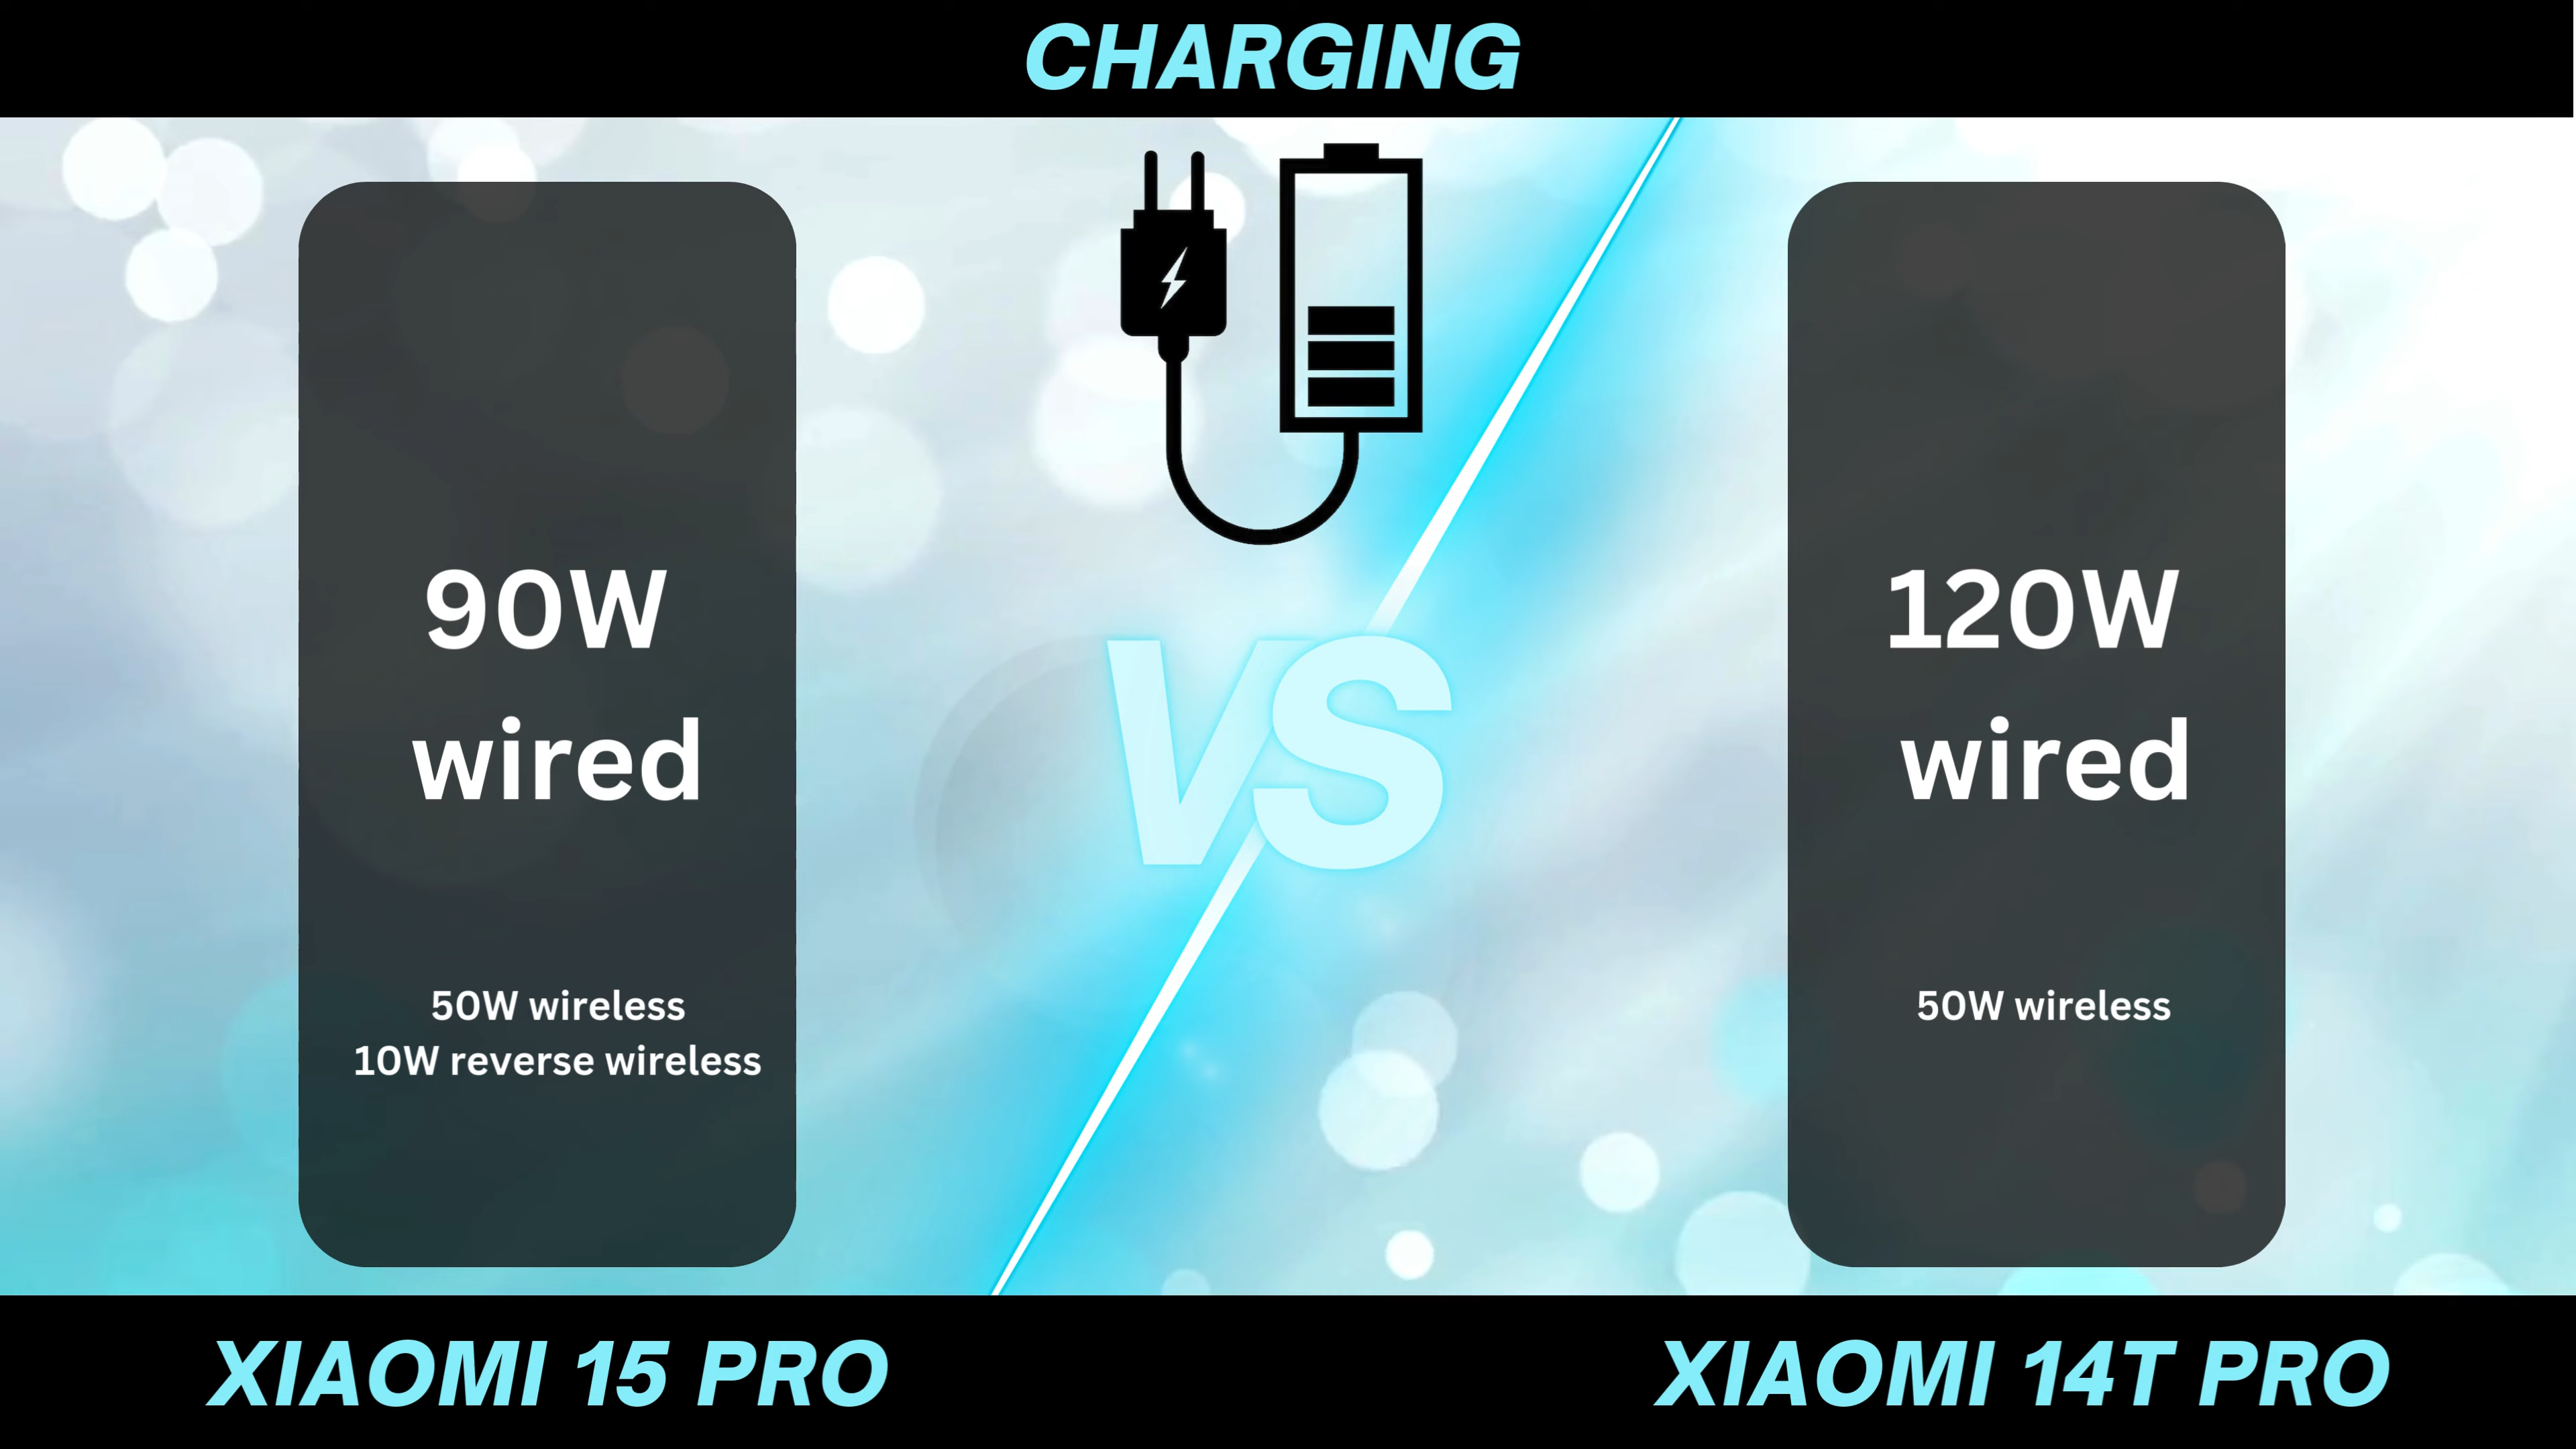 CHARGING
90W
wired
50W wireless
10W reverse wireless
VS
120W
wired
50W wireless
XIAOMI 15 PRO
XIAOMI 14T PRO